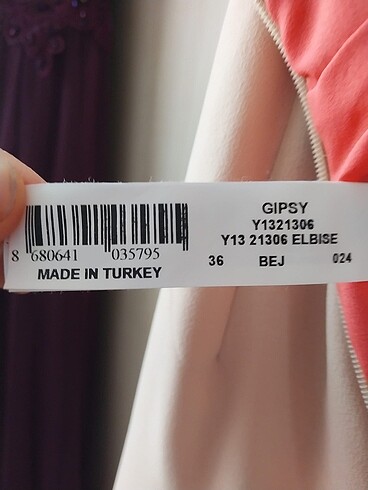 GIPSY
Y1321306
Y13 21306 ELBISE
36 BEJ 024
8 680641 035795
MADE IN TURKEY